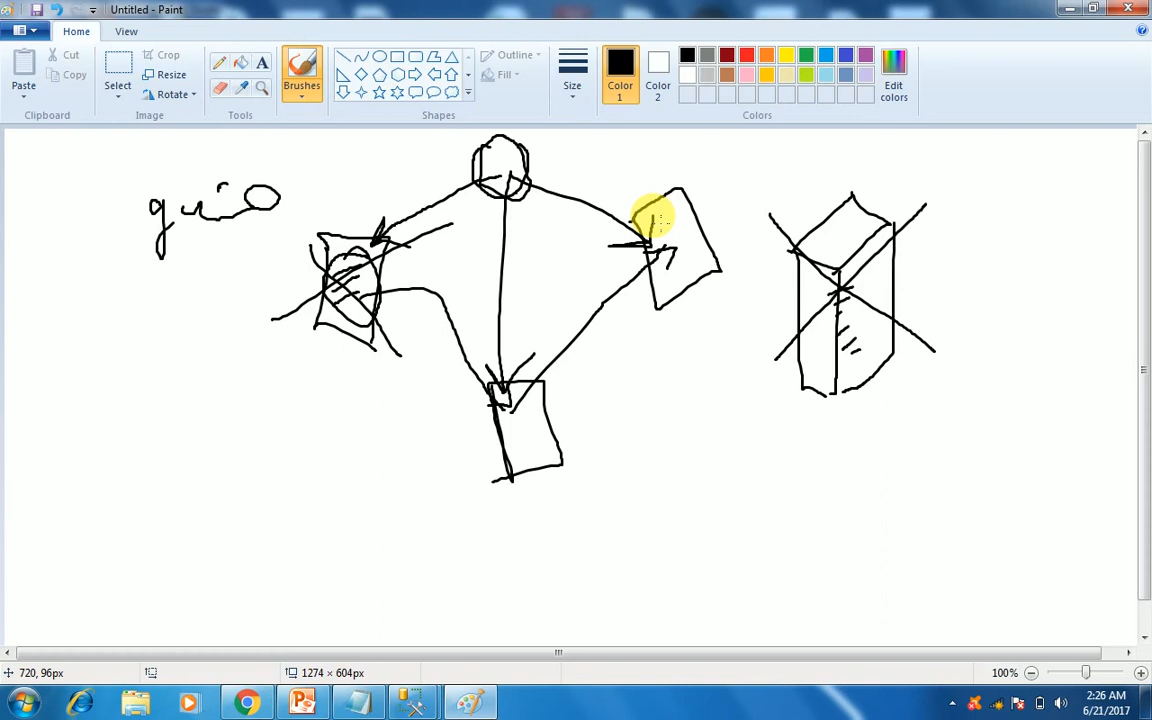 Untitled - Paint
Home
View
Paste
Cut
Copy
Clipboard
Select
Crop
Resize
Rotate
Image
A
Tools
Brushes
Outline
Fill
Shapes
Size
Color
1
Color
2
Edit
colors
Colors
720, 96px
1274 × 604px
100%
2:26 AM
6/21/2017